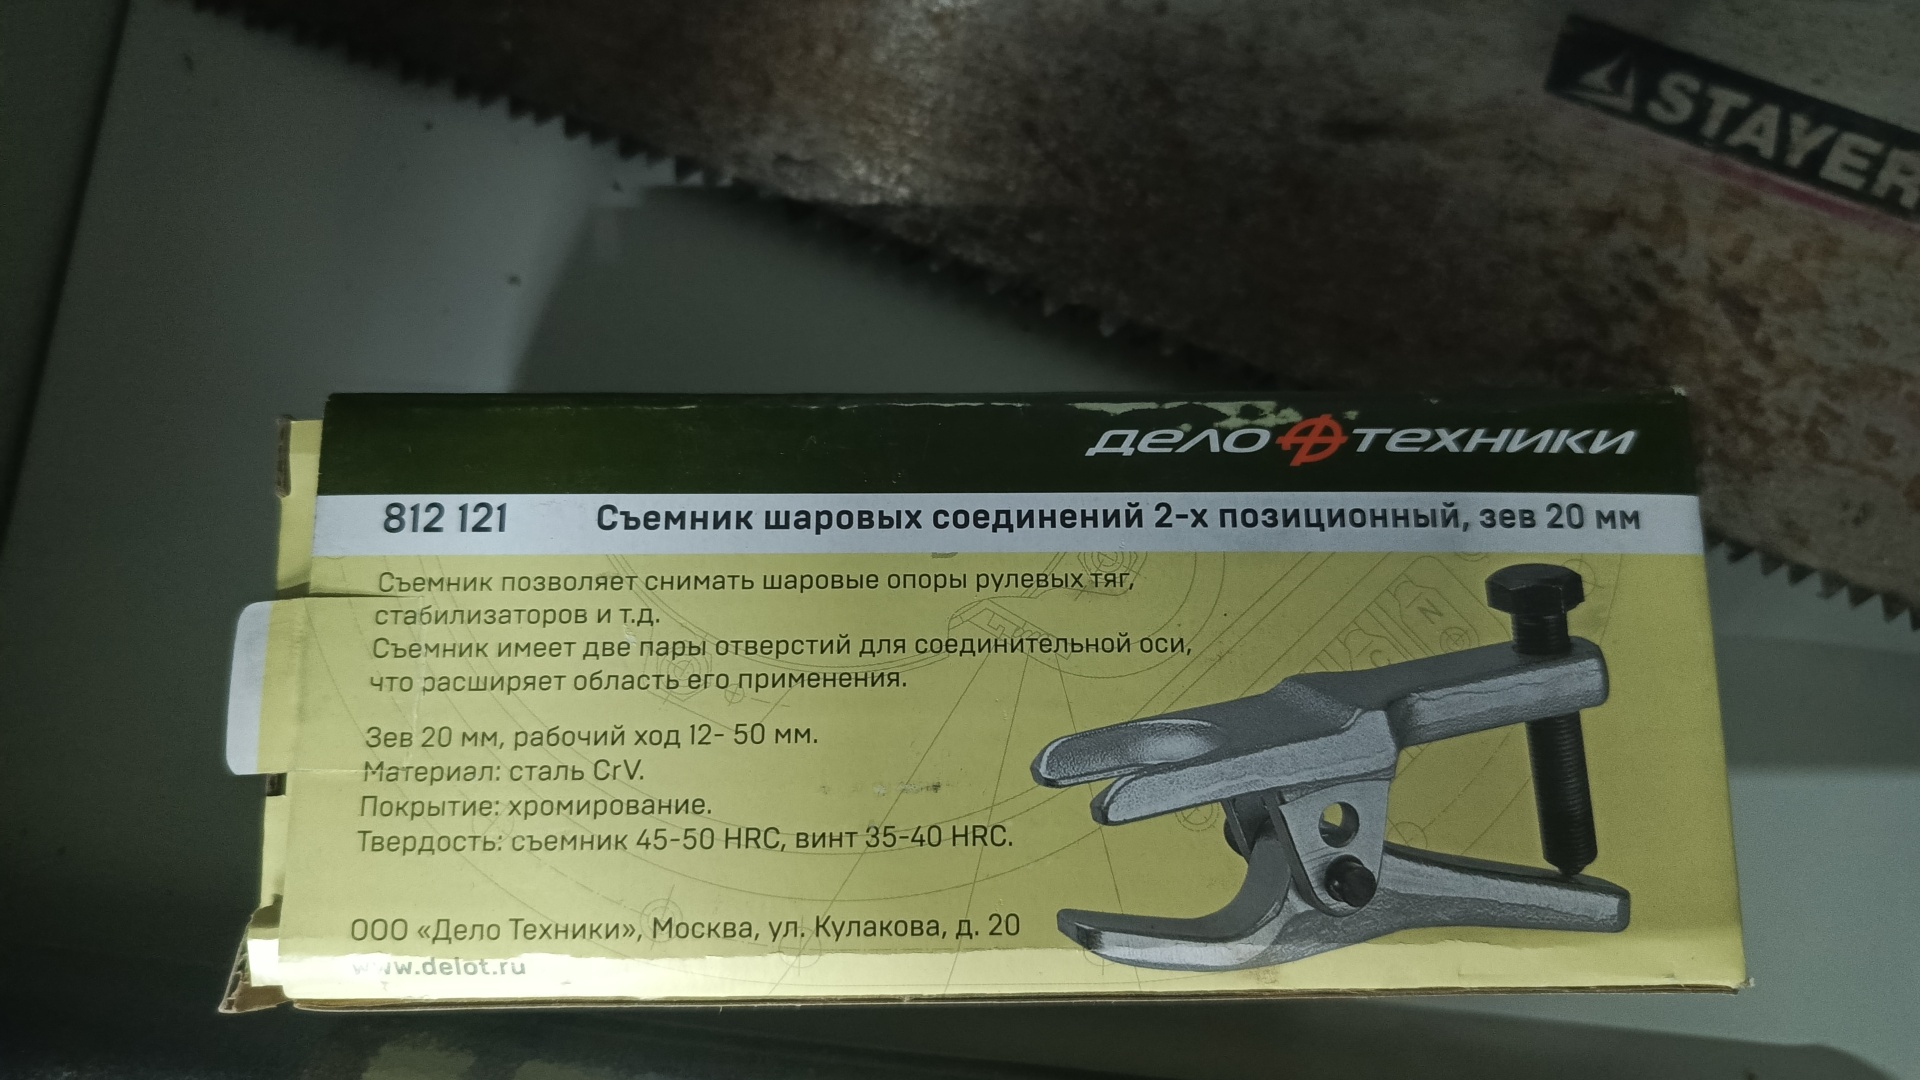 STAYER
дело техники
812 121 Съемник шаровых соединений 2-х позиционный, зев 20 мм
Съемник позволяет снимать шаровые опоры рулевых тяг,
стабилизаторов и т.д.
Съемник имеет две пары отверстий для соединительной оси,
что расширяет область его применения.
Зев 20 мм, рабочий ход 12- 50 мм.
Материал: сталь CrV.
Покрытие: хромирование.
Твердость: съемник 45-50 HRC, винт 35-40 HRC.
ООО «Дело Техники», Москва, ул. Кулакова, д. 20
www.delot.ru